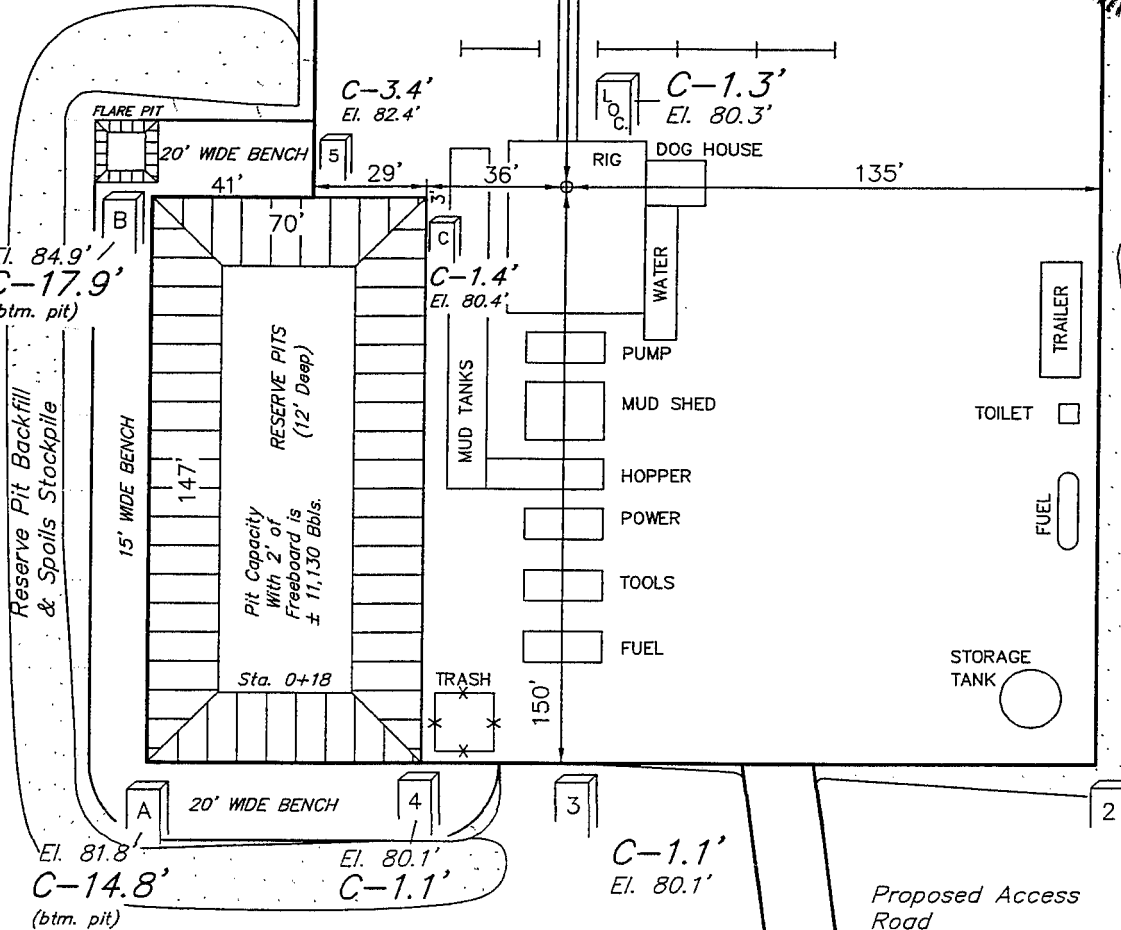 C-3.4'
El. 82.4'
L
O
C.
C-1.3'
El. 80.3'
FLARE PIT
20' WIDE BENCH
5
RIG
DOG HOUSE
41'
29'
36'
135'
3'
B
70'
C
El. 84.9'
C-17.9'
(btm. pit)
C-1.4'
El. 80.4'
WATER
TRAILER
RESERVE PITS
(12' Deep)
PUMP
MUD TANKS
MUD SHED
TOILET
Reserve Pit Backfill
& Spoils Stockpile
15' WIDE BENCH
147'
HOPPER
Pit Capacity
With 2' of
Freeboard is
± 11,130 Bbls.
POWER
FUEL
TOOLS
FUEL
Sta. 0+18
TRASH
150'
STORAGE
TANK
A
20' WIDE BENCH
4
3
2
El. 81.8'
C-14.8'
(btm. pit)
El. 80.1'
C-1.1'
C-1.1'
El. 80.1'
Proposed Access
Road